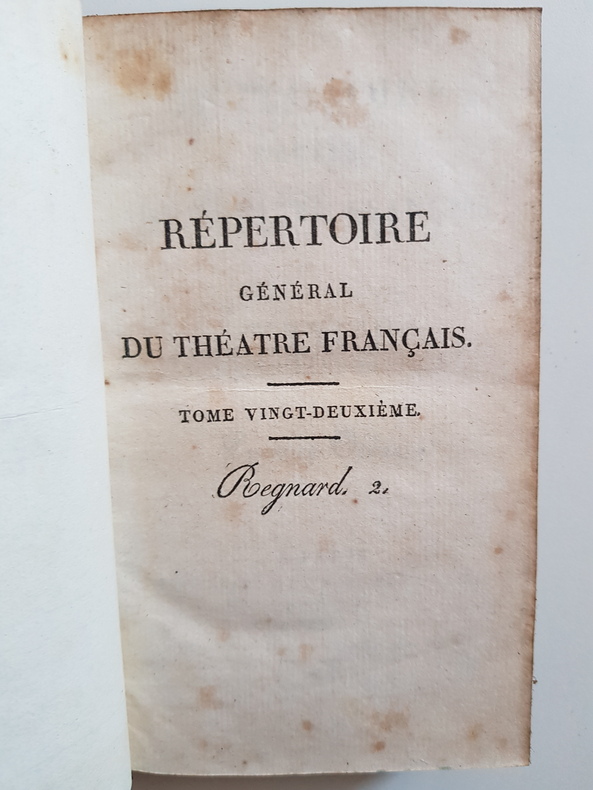 RÉPERTOIRE
GÉNÉRAL
DU THÉATRE FRANÇAIS.
TOME VINGT-DEUXIÈME.
Regnard. 2.